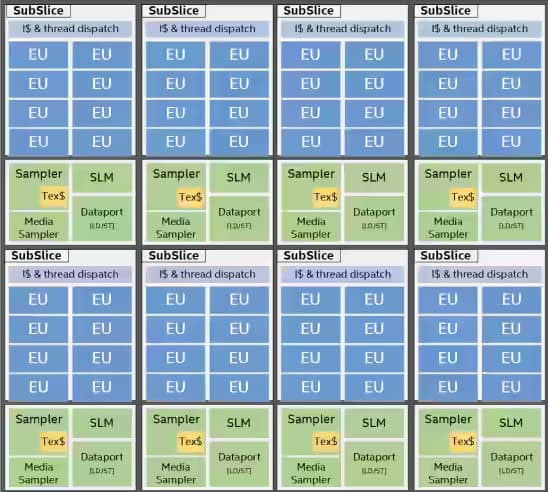 SubSlice
I$ & thread dispatch
EU EU
EU EU
EU EU
EU EU
Sampler
Tex$
SLM
Media
Sampler
Dataport
[LD/ST]
SubSlice
I$ & thread dispatch
EU EU
EU EU
EU EU
EU EU
Sampler
Tex$
SLM
Media
Sampler
Dataport
[LD/ST]
SubSlice
I$ & thread dispatch
EU EU
EU EU
EU EU
EU EU
Sampler
Tex$
SLM
Media
Sampler
Dataport
[LD/ST]
SubSlice
I$ & thread dispatch
EU EU
EU EU
EU EU
EU EU
Sampler
Tex$
SLM
Media
Sampler
Dataport
[LD/ST]
SubSlice
I$ & thread dispatch
EU EU
EU EU
EU EU
EU EU
Sampler
Tex$
SLM
Media
Sampler
Dataport
[LD/ST]
SubSlice
I$ & thread dispatch
EU EU
EU EU
EU EU
EU EU
Sampler
Tex$
SLM
Media
Sampler
Dataport
[LD/ST]
SubSlice
I$ & thread dispatch
EU EU
EU EU
EU EU
EU EU
Sampler
Tex$
SLM
Media
Sampler
Dataport
[LD/ST]
SubSlice
I$ & thread dispatch
EU EU
EU EU
EU EU
EU EU
Sampler
Tex$
SLM
Media
Sampler
Dataport
[LD/ST]